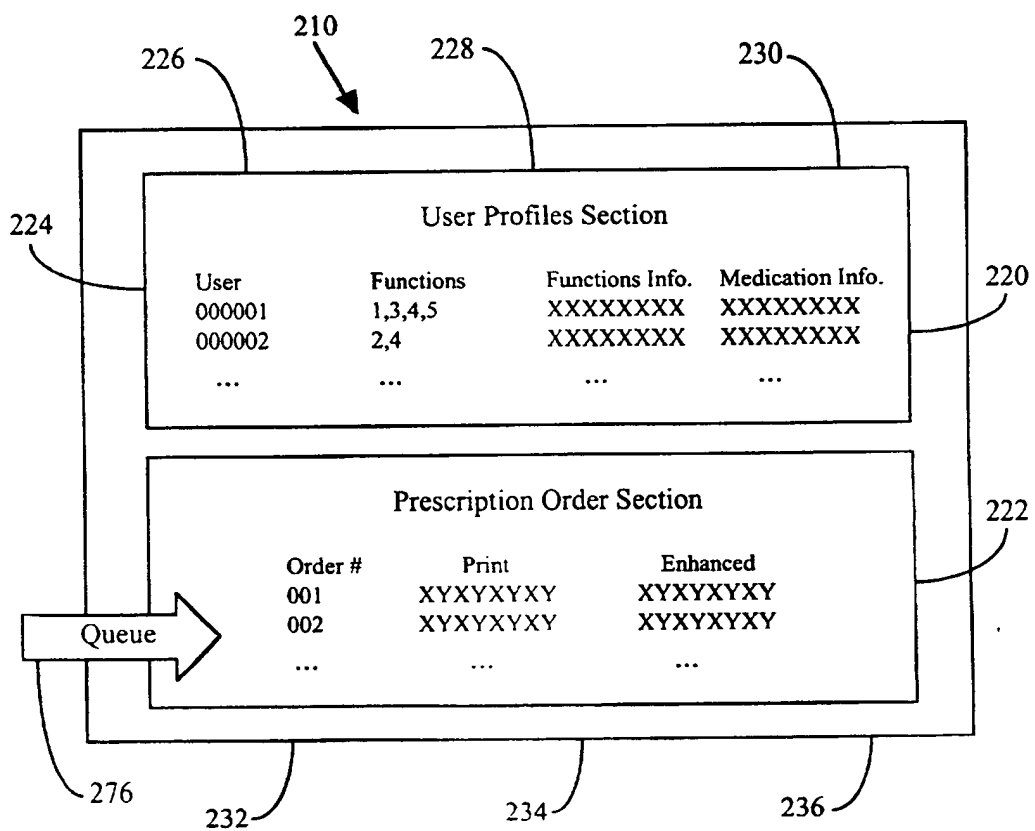 210
226 228 230
User Profiles Section
224
220
User Functions Functions Info. Medication Info.
000001 1,3,4,5 XXXXXXXX XXXXXXXX
000002 2,4 XXXXXXXX XXXXXXXX
... ... ... ...
Prescription Order Section
222
Order # Print Enhanced
001 XYXYXYXY XYXYXYXY
002 XYXYXYXY XYXYXYXY
Queue
... ... ...
276 232 234 236